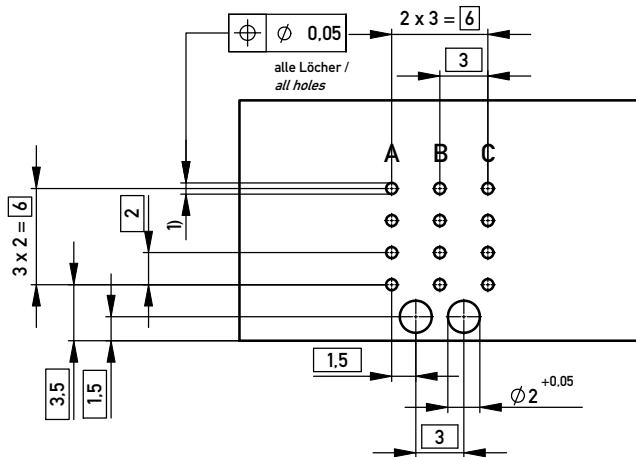 2 x 3 = 6
⌖ ⌀ 0,05
3
alle Löcher /
all holes
A B C
3 x 2 = 6
2
1)
3,5
1,5
1,5
⌀2 +0,05
3